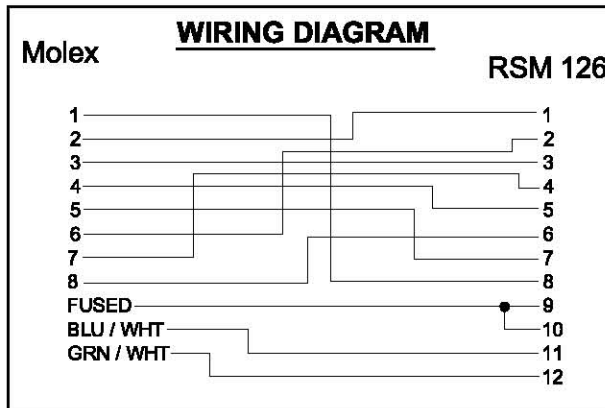 WIRING DIAGRAM
Molex
RSM 126
1 1
2 2
3 3
4 4
5 5
6 6
7 7
8 8
FUSED 9
BLU / WHT 10
GRN / WHT 11
12